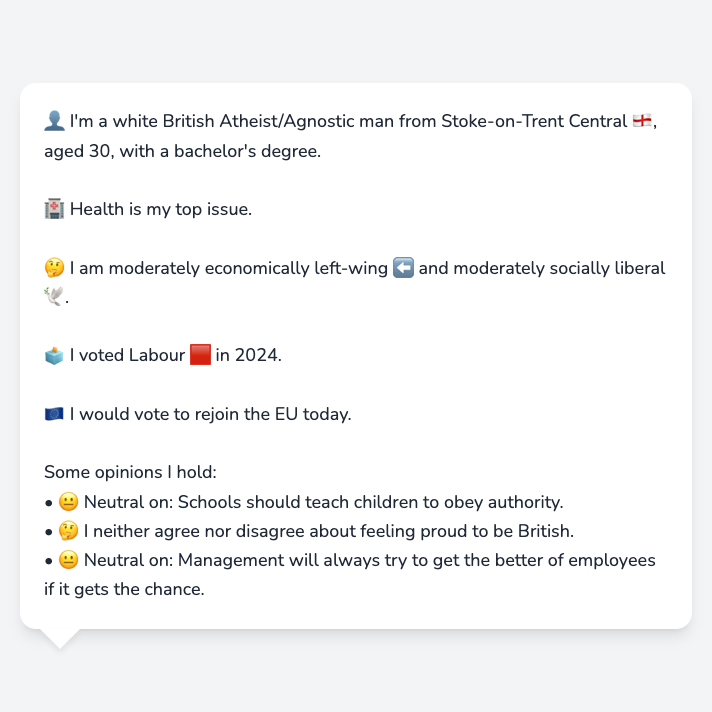 👤 I'm a white British Atheist/Agnostic man from Stoke-on-Trent Central 🏴󠁧󠁢󠁥󠁮󠁧󠁿,
aged 30, with a bachelor's degree.
🏥 Health is my top issue.
🤔 I am moderately economically left-wing ⬅️ and moderately socially liberal
🕊️.
🗳️ I voted Labour 🟥 in 2024.
🇪🇺 I would vote to rejoin the EU today.
Some opinions I hold:
• 😐 Neutral on: Schools should teach children to obey authority.
• 🤔 I neither agree nor disagree about feeling proud to be British.
• 😐 Neutral on: Management will always try to get the better of employees
if it gets the chance.